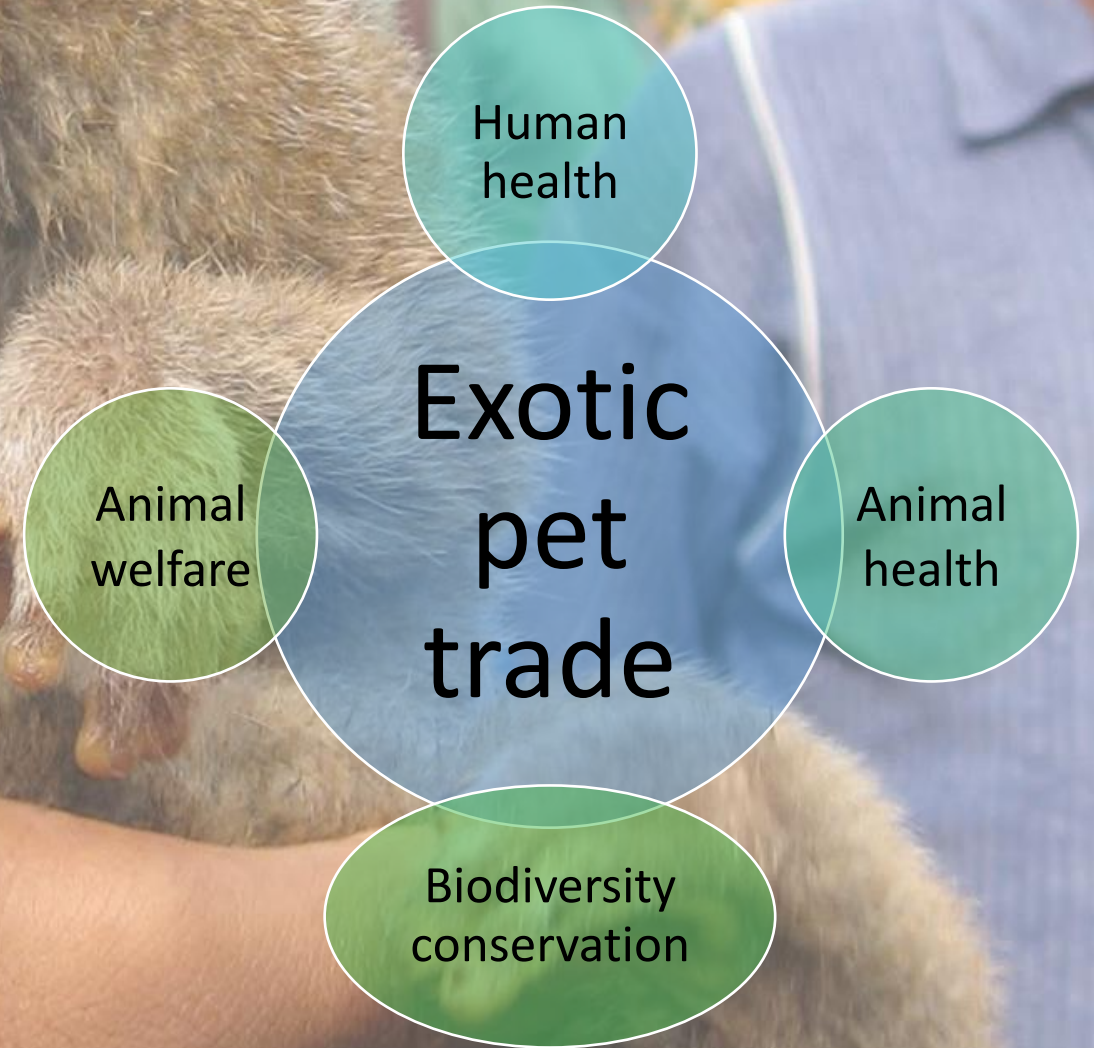 Human
health
Exotic
pet
trade
Animal
welfare
Animal
health
Biodiversity
conservation